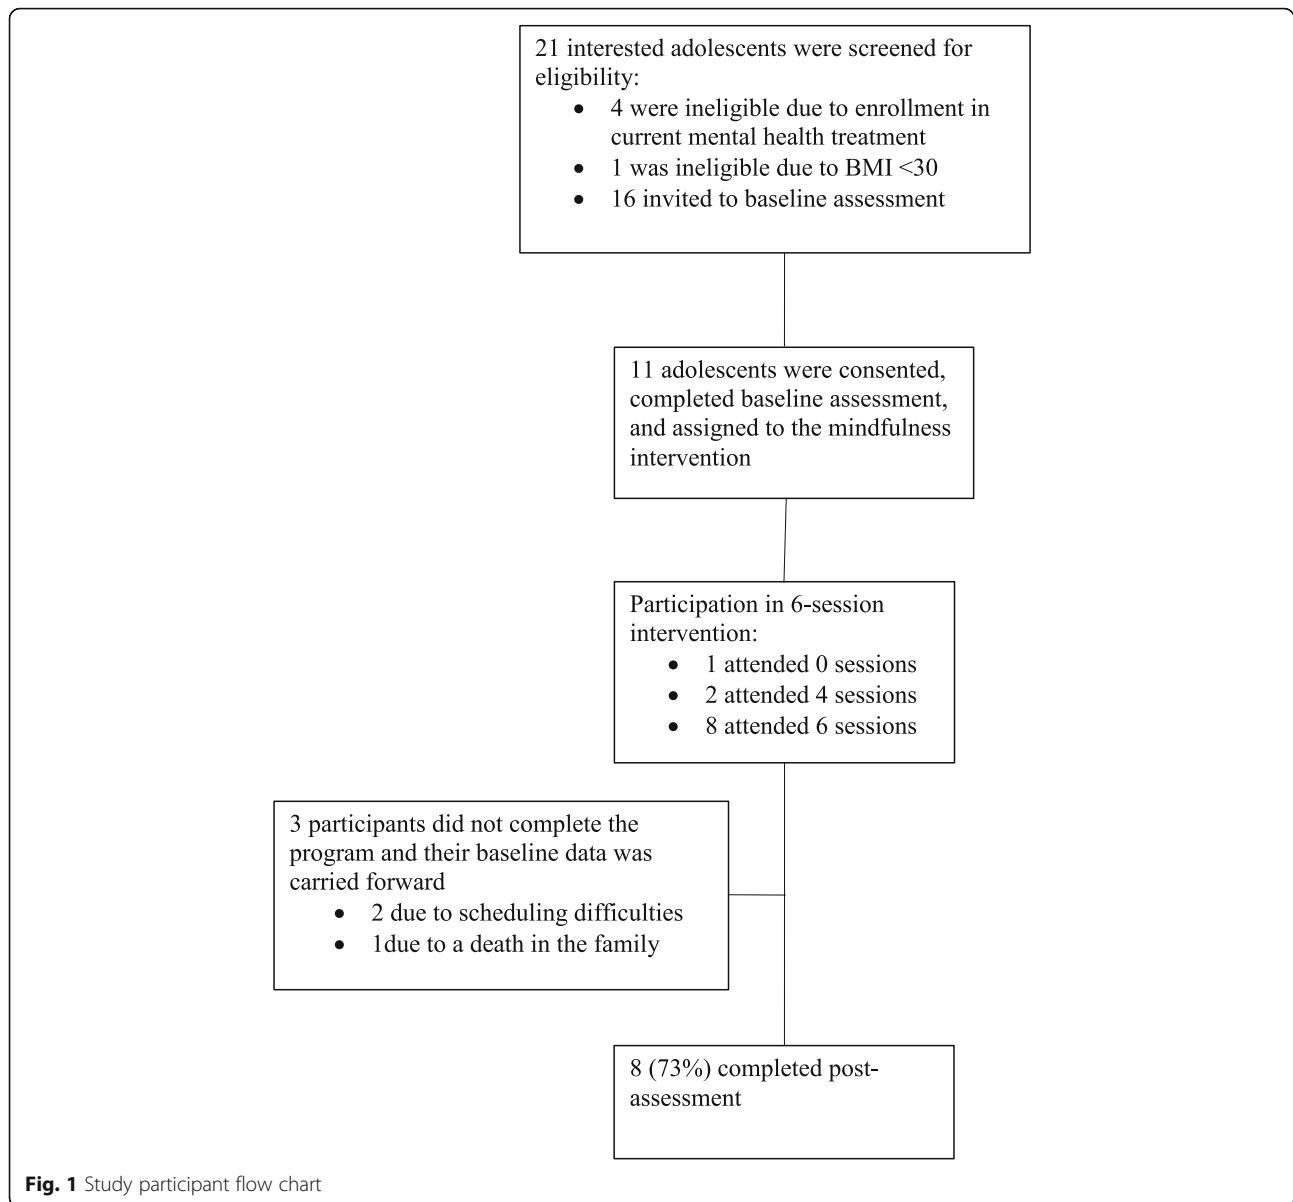 21 interested adolescents were screened for
eligibility:
• 4 were ineligible due to enrollment in
current mental health treatment
• 1 was ineligible due to BMI <30
• 16 invited to baseline assessment
11 adolescents were consented,
completed baseline assessment,
and assigned to the mindfulness
intervention
Participation in 6-session
intervention:
• 1 attended 0 sessions
• 2 attended 4 sessions
• 8 attended 6 sessions
3 participants did not complete the
program and their baseline data was
carried forward
• 2 due to scheduling difficulties
• 1due to a death in the family
8 (73%) completed post-
assessment
Fig. 1 Study participant flow chart